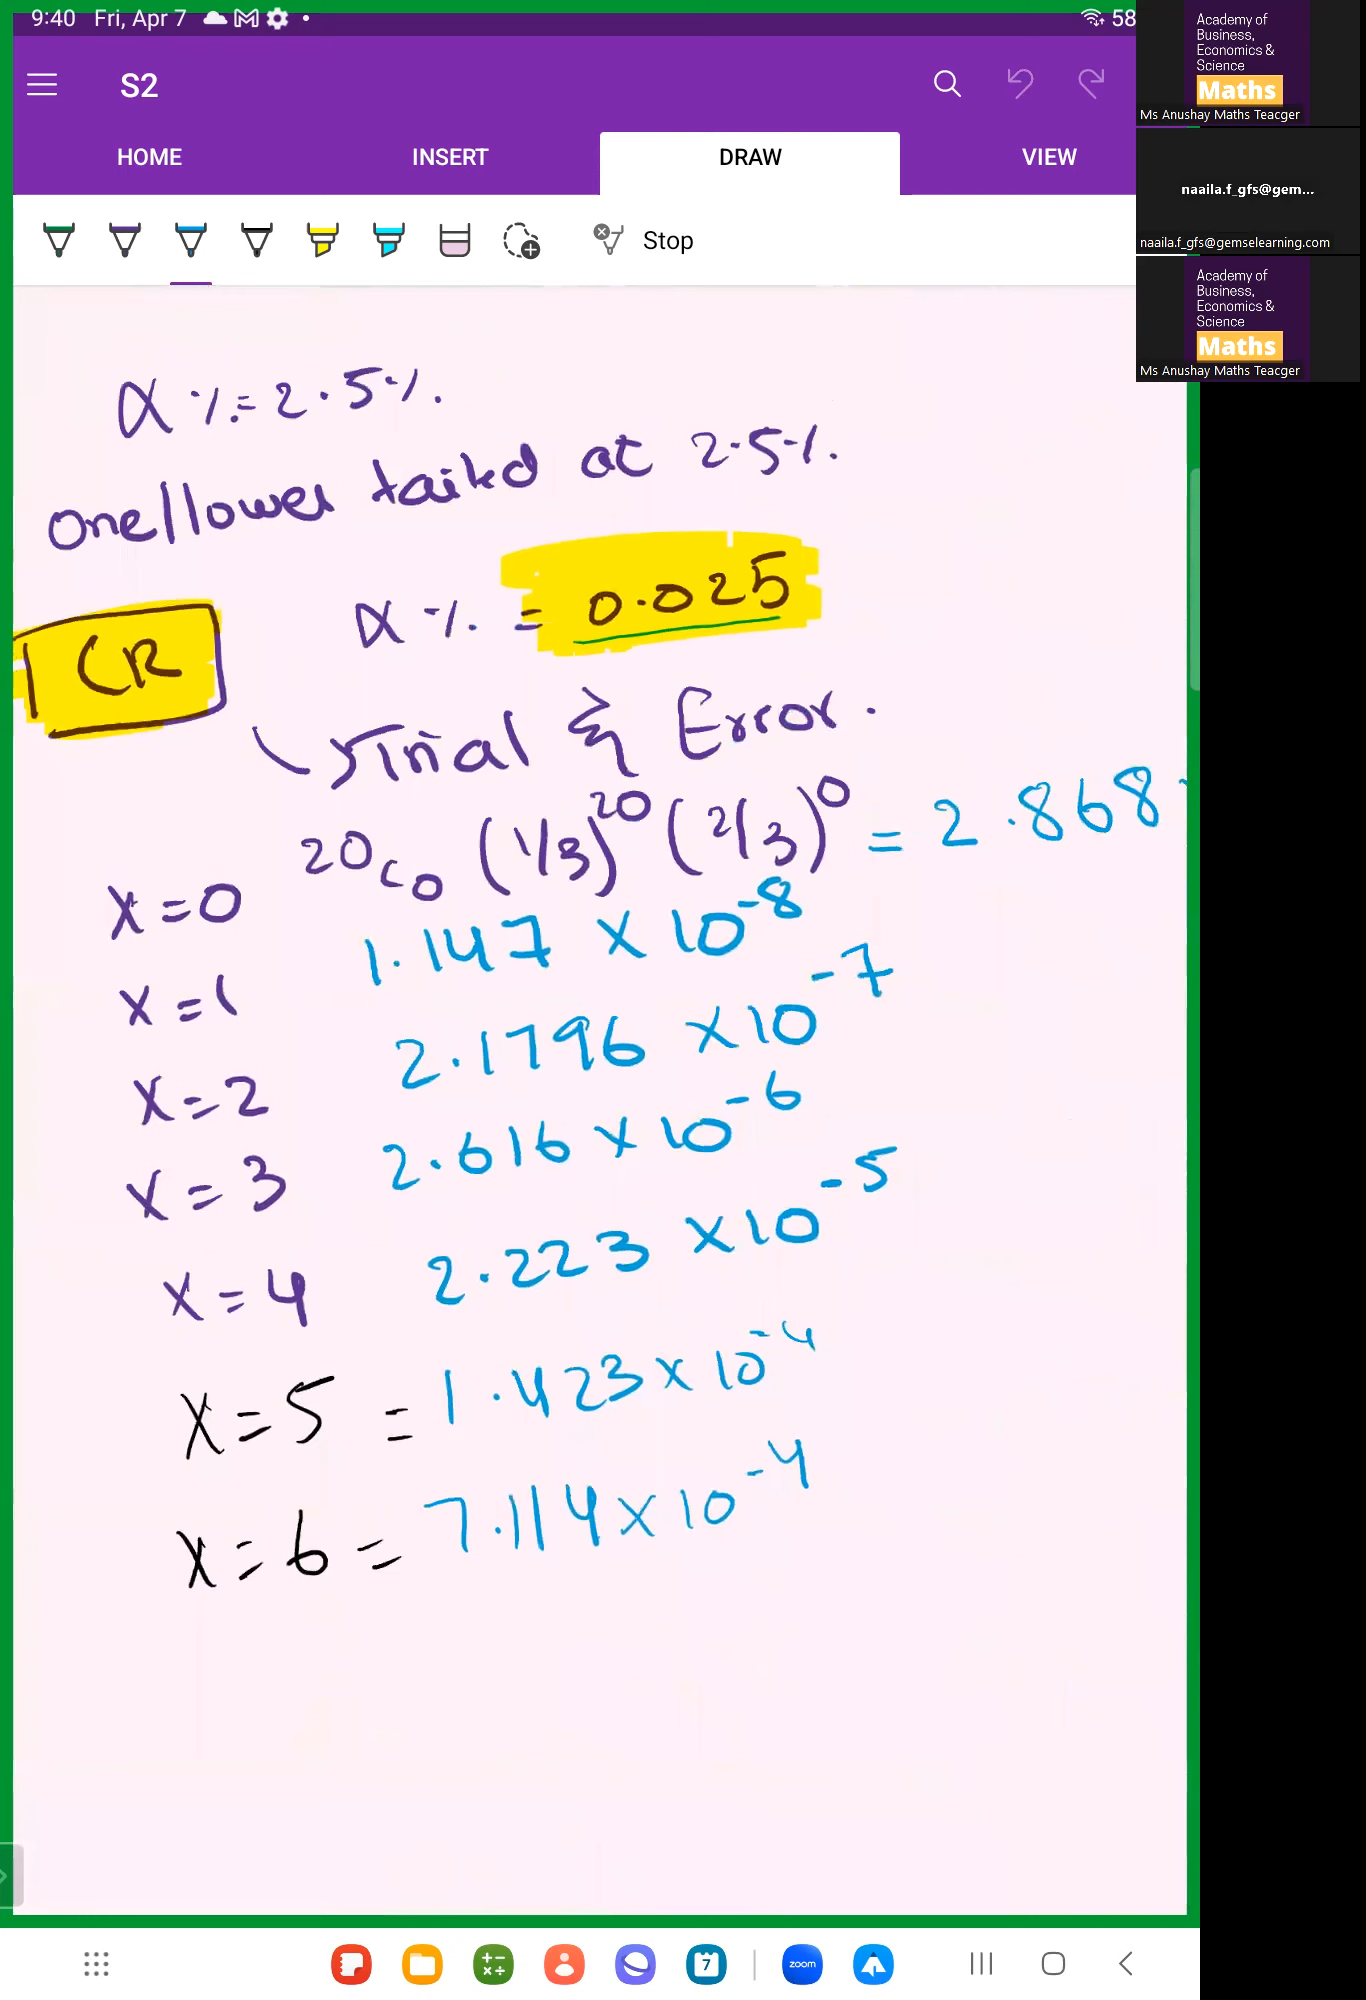 9:40 Fri, Apr 7 58
S2
HOME INSERT DRAW VIEW
Stop
Academy of
Business,
Economics &
Science
Maths
Ms Anushay Maths Teacger
naaila.f_gfs@gem...
naaila.f_gfs@gemselearning.com
Academy of
Business,
Economics &
Science
Maths
Ms Anushay Maths Teacger
α % = 2.5%.
one/lower tailed at 2.5%.
α % = 0.025
CR
Trial & Error.
20C0 (1/3)^20 (2/3)^0 = 2.868
x=0
1.147 × 10^-8
x=1
2.1796 × 10^-7
x=2
2.616 × 10^-6
x=3
2.223 × 10^-5
x=4
x=5 = 1.423 × 10^-4
x=6 = 7.114 × 10^-4
7
zoom